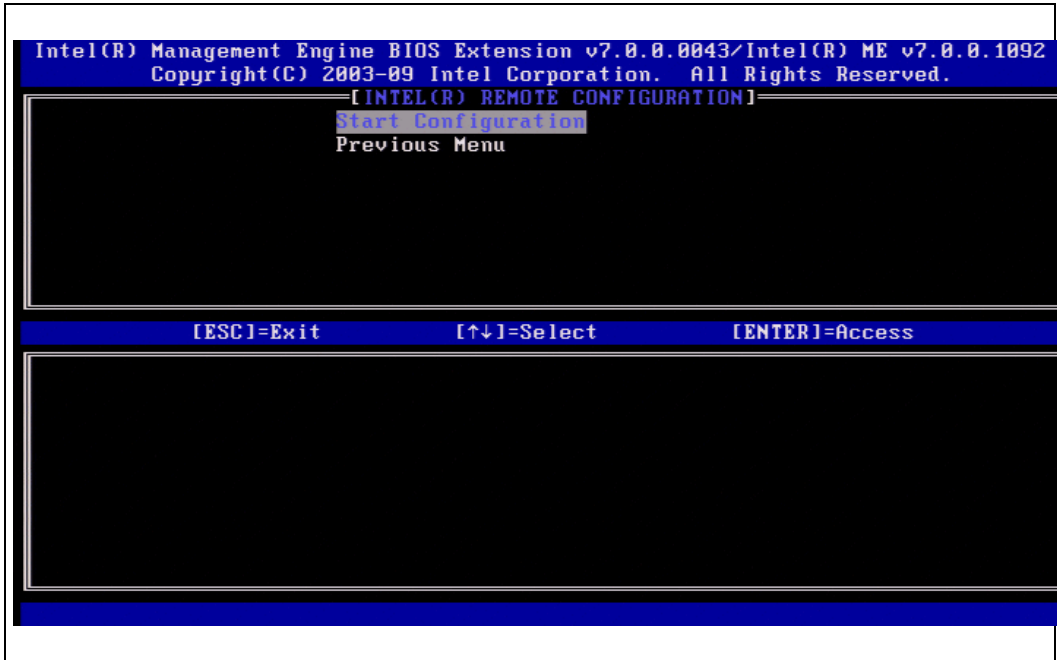 Intel(R) Management Engine BIOS Extension v7.0.0.0043/Intel(R) ME v7.0.0.1092
Copyright(C) 2003-09 Intel Corporation. All Rights Reserved.
[INTEL(R) REMOTE CONFIGURATION]
Start Configuration
Previous Menu
[ESC]=Exit [↑↓]=Select [ENTER]=Access